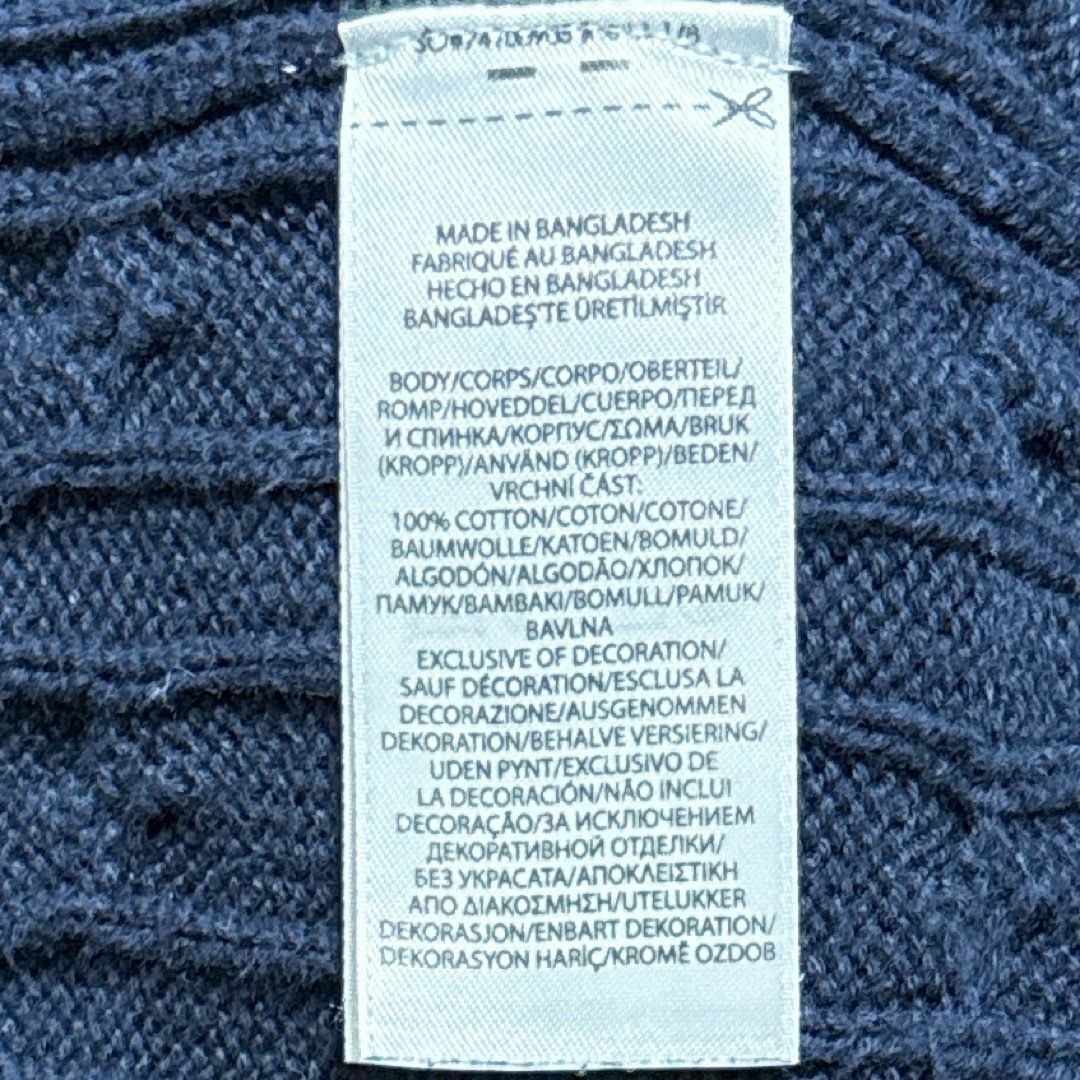 MADE IN BANGLADESH
FABRIQUÉ AU BANGLADESH
HECHO EN BANGLADESH
BANGLADEŞ'TE ÜRETİLMİŞTİR
BODY/CORPS/CORPO/OBERTEIL/
ROMP/HOVEDDEL/CUERPO/ПЕРЕД
И СПИНКА/КОРПУС/ΣΩΜΑ/BRUK
(KROPP)/ANVÄND (KROPP)/BEDEN/
VRCHNÍ ČÁST:
100% COTTON/COTON/COTONE/
BAUMWOLLE/KATOEN/BOMULD/
ALGODÓN/ALGODÃO/ХЛОПОК/
ПАМУК/ΒΑΜΒΑΚΙ/BOMULL/PAMUK/
BAVLNA
EXCLUSIVE OF DECORATION/
SAUF DÉCORATION/ESCLUSA LA
DECORAZIONE/AUSGENOMMEN
DEKORATION/BEHALVE VERSIERING/
UDEN PYNT/EXCLUSIVO DE
LA DECORACIÓN/NÃO INCLUI
DECORAÇÃO/ЗА ИСКЛЮЧЕНИЕМ
ДЕКОРАТИВНОЙ ОТДЕЛКИ/
БЕЗ УКРАСАТА/ΑΠΟΚΛΕΙΣΤΙΚΗ
ΑΠΟ ΔΙΑΚΟΣΜΗΣΗ/UTELUKKER
DEKORASJON/ENBART DEKORATION/
DEKORASYON HARİÇ/KROMĚ OZDOB